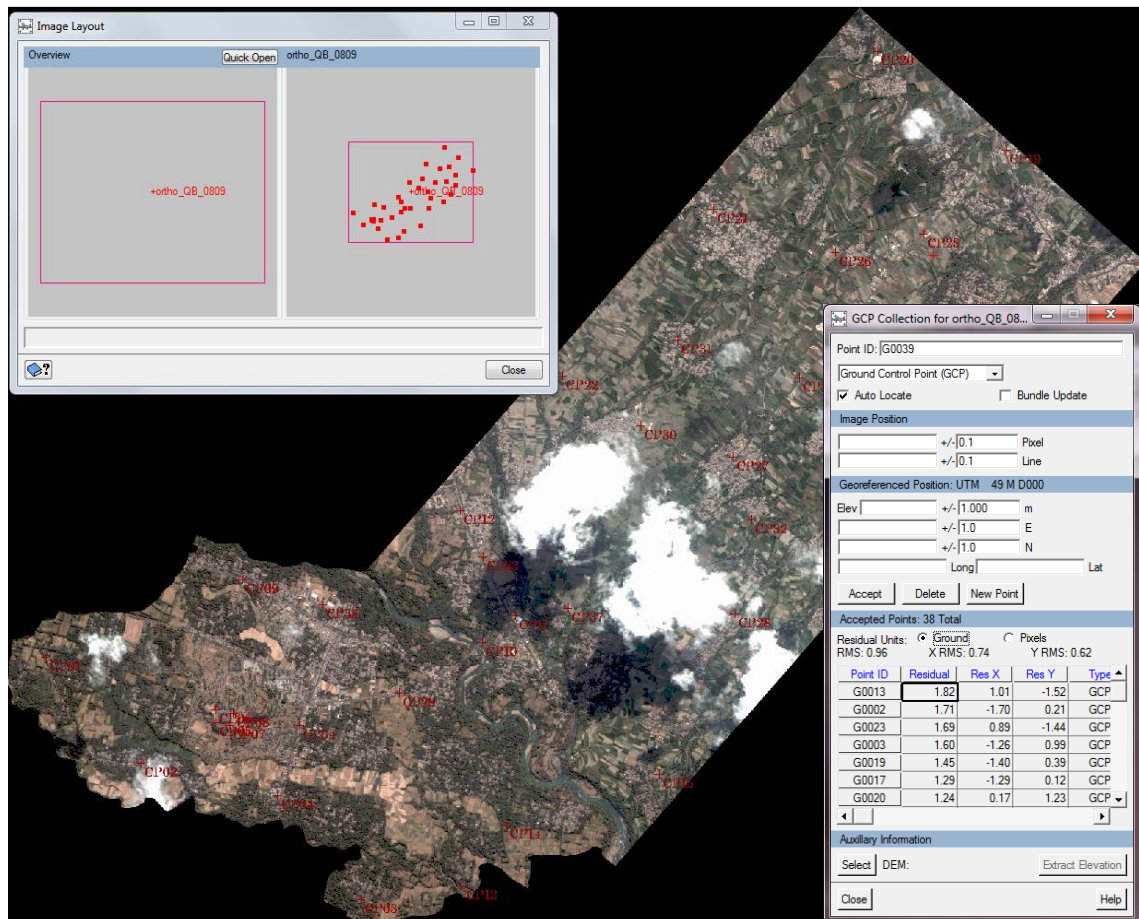 Image Layout
Overview
Quick Open
ortho_QB_0809
+ortho_QB_0809
+ortho_QB_0809
Close
CP20
CP19
CP25
CP26
CP31
CP22
CP30
CP27
CP12
CP32
CP09
CP38
CP37
CP28
CP10
CP29
CP02
CP11
CP13
CP03
GCP Collection for ortho_QB_08...
Point ID: G0039
Ground Control Point (GCP)
Auto Locate
Bundle Update
Image Position
+/- 0.1 Pixel
+/- 0.1 Line
Georeferenced Position: UTM 49 M D000
Elev +/- 1.000 m
+/- 1.0 E
+/- 1.0 N
Long Lat
Accept Delete New Point
Accepted Points: 38 Total
Residual Units: Ground Pixels
RMS: 0.96 X RMS: 0.74 Y RMS: 0.62
Point ID Residual Res X Res Y Type
G0013 1.82 1.01 -1.52 GCP
G0002 1.71 -1.70 0.21 GCP
G0023 1.69 0.89 -1.44 GCP
G0003 1.60 -1.26 0.99 GCP
G0019 1.45 -1.40 0.39 GCP
G0017 1.29 -1.29 0.12 GCP
G0020 1.24 0.17 1.23 GCP
Auxiliary Information
Select DEM: Extract Elevation
Close Help